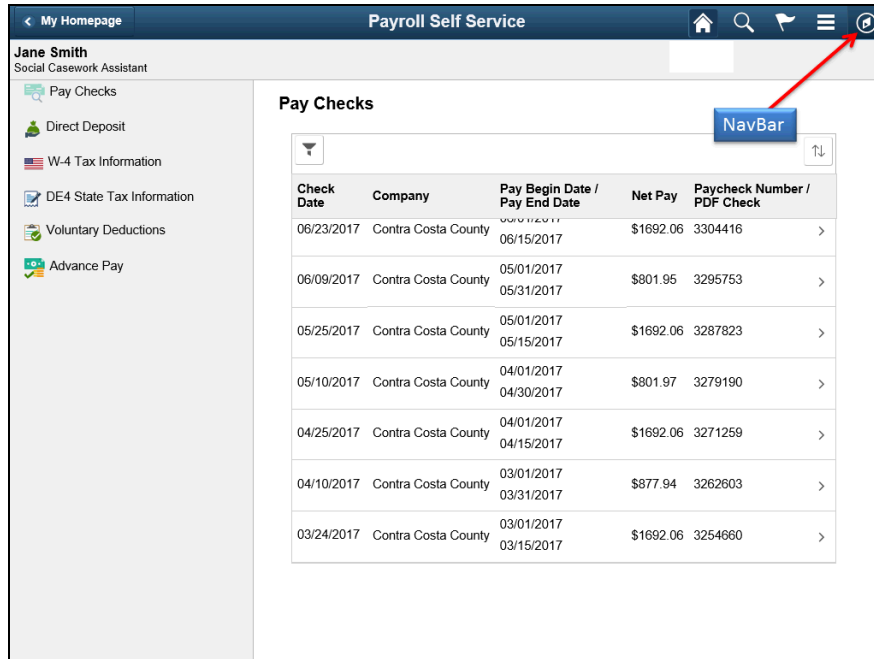 My Homepage
Payroll Self Service
Jane Smith
Social Casework Assistant
Pay Checks
Direct Deposit
W-4 Tax Information
DE4 State Tax Information
Voluntary Deductions
Advance Pay
Pay Checks
NavBar
Check Date Company Pay Begin Date / Pay End Date Net Pay Paycheck Number / PDF Check
06/23/2017 Contra Costa County 06/15/2017 $1692.06 3304416
06/09/2017 Contra Costa County 05/01/2017 05/31/2017 $801.95 3295753
05/25/2017 Contra Costa County 05/01/2017 05/15/2017 $1692.06 3287823
05/10/2017 Contra Costa County 04/01/2017 04/30/2017 $801.97 3279190
04/25/2017 Contra Costa County 04/01/2017 04/15/2017 $1692.06 3271259
04/10/2017 Contra Costa County 03/01/2017 03/31/2017 $877.94 3262603
03/24/2017 Contra Costa County 03/01/2017 03/15/2017 $1692.06 3254660